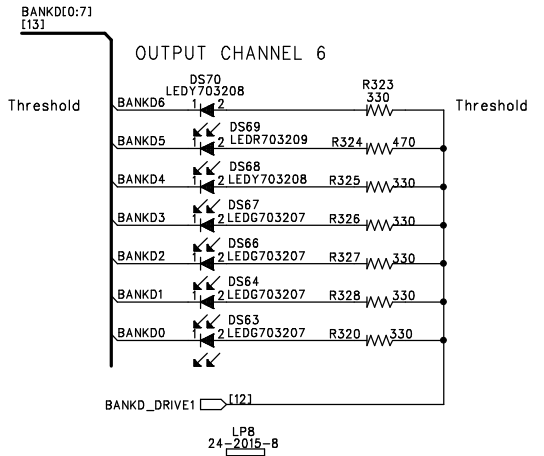 BANKD[0:7]
[13]
OUTPUT CHANNEL 6
DS70
LEDY703208
R323
330
Threshold
BANKD6 1 2
Threshold
DS69
BANKD5 1 2 LEDR703209 R324 470
DS68
BANKD4 1 2 LEDY703208 R325 330
DS67
BANKD3 1 2 LEDG703207 R326 330
DS66
BANKD2 1 2 LEDG703207 R327 330
DS64
BANKD1 1 2 LEDG703207 R328 330
DS63
BANKD0 1 2 LEDG703207 R320 330
BANKD_DRIVE1 [12]
LP8
24-2015-8